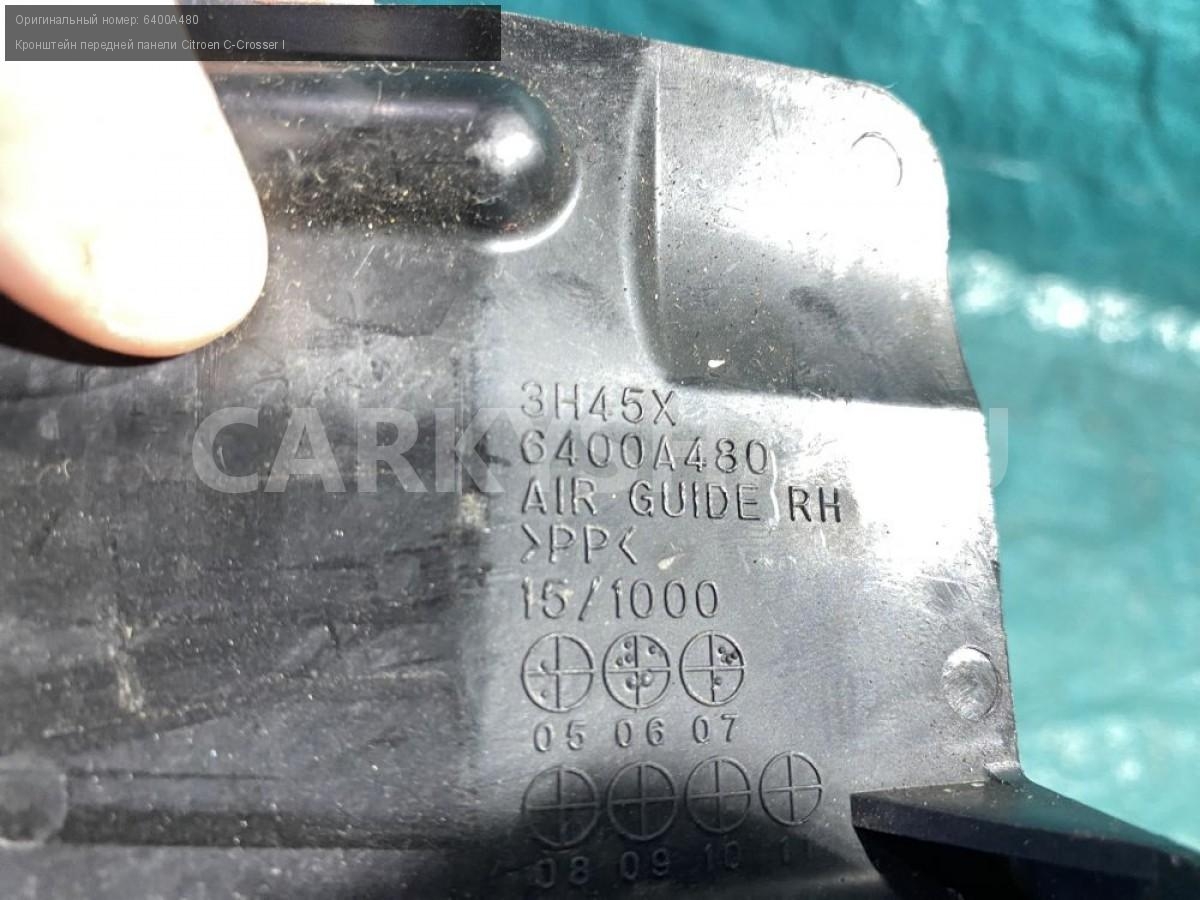 Оригинальный номер: 6400A480
Кронштейн передней панели Citroen C-Crosser I
3H45X
6400A480
AIR GUIDE RH
>PP<
15/1000
05 06 07
08 09 10 11